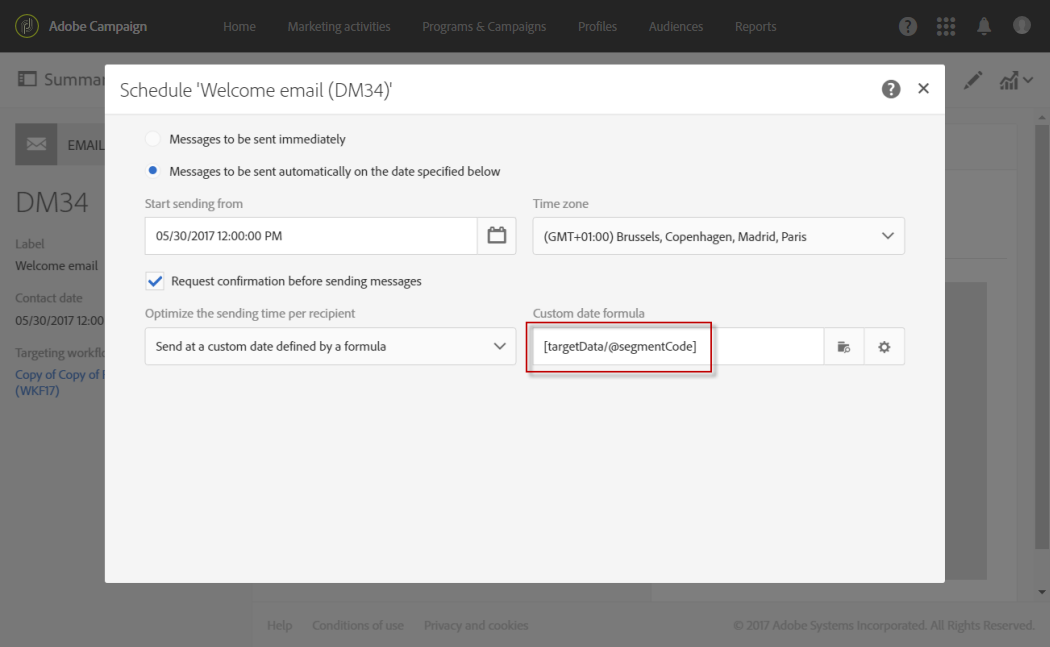 Adobe Campaign
Home
Marketing activities
Programs & Campaigns
Profiles
Audiences
Reports
Summar
Schedule 'Welcome email (DM34)'
EMAIL
Messages to be sent immediately
Messages to be sent automatically on the date specified below
DM34
Start sending from
Time zone
05/30/2017 12:00:00 PM
(GMT+01:00) Brussels, Copenhagen, Madrid, Paris
Label
Welcome email
Request confirmation before sending messages
Contact date
05/30/2017 12:00
Optimize the sending time per recipient
Custom date formula
Send at a custom date defined by a formula
[targetData/@segmentCode]
Targeting workflo
Copy of Copy of
(WKF17)
Help
Conditions of use
Privacy and cookies
© 2017 Adobe Systems Incorporated. All Rights Reserved.